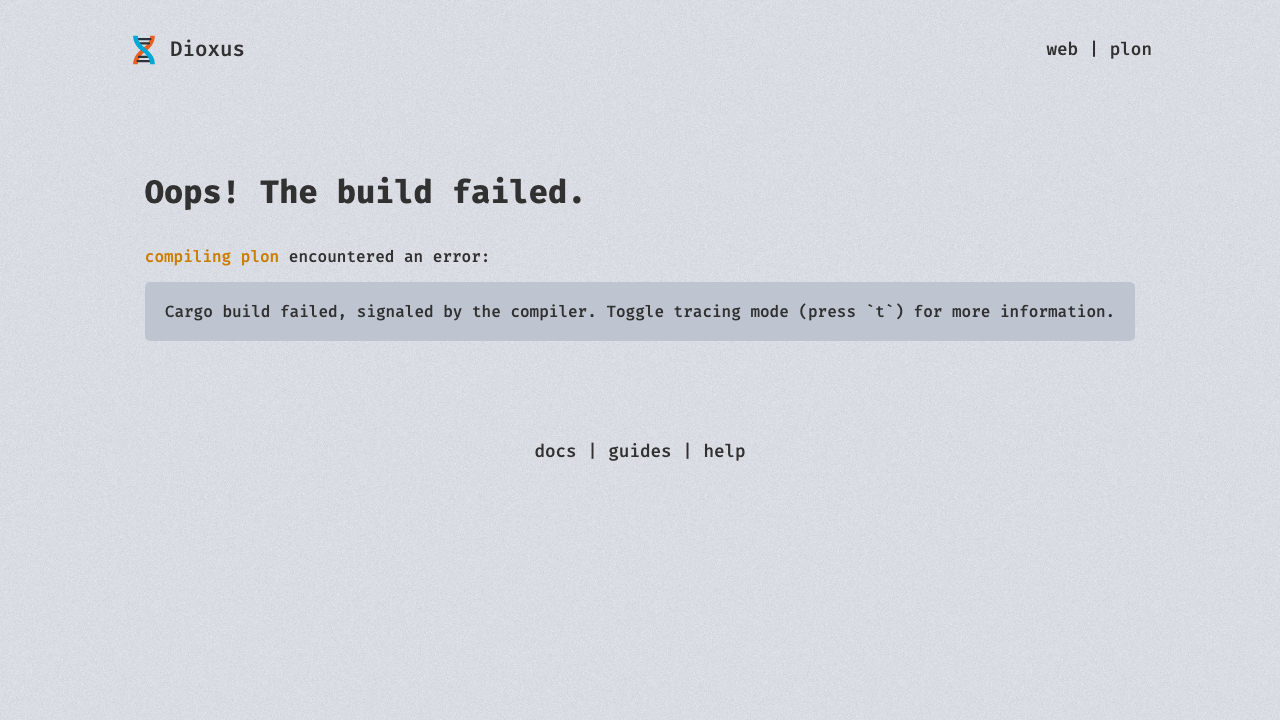 Dioxus
web | plon
Oops! The build failed.
compiling plon encountered an error:
Cargo build failed, signaled by the compiler. Toggle tracing mode (press `t`) for more information.
docs | guides | help